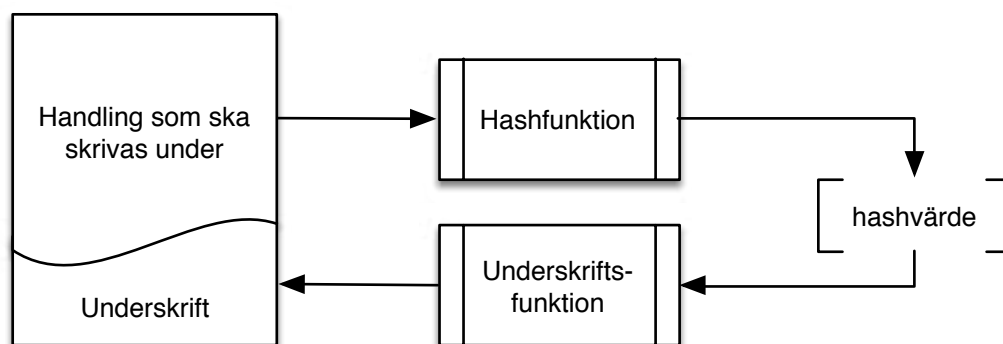 Handling som ska
skrivas under
Hashfunktion
hashvärde
Underskrifts-
funktion
Underskrift